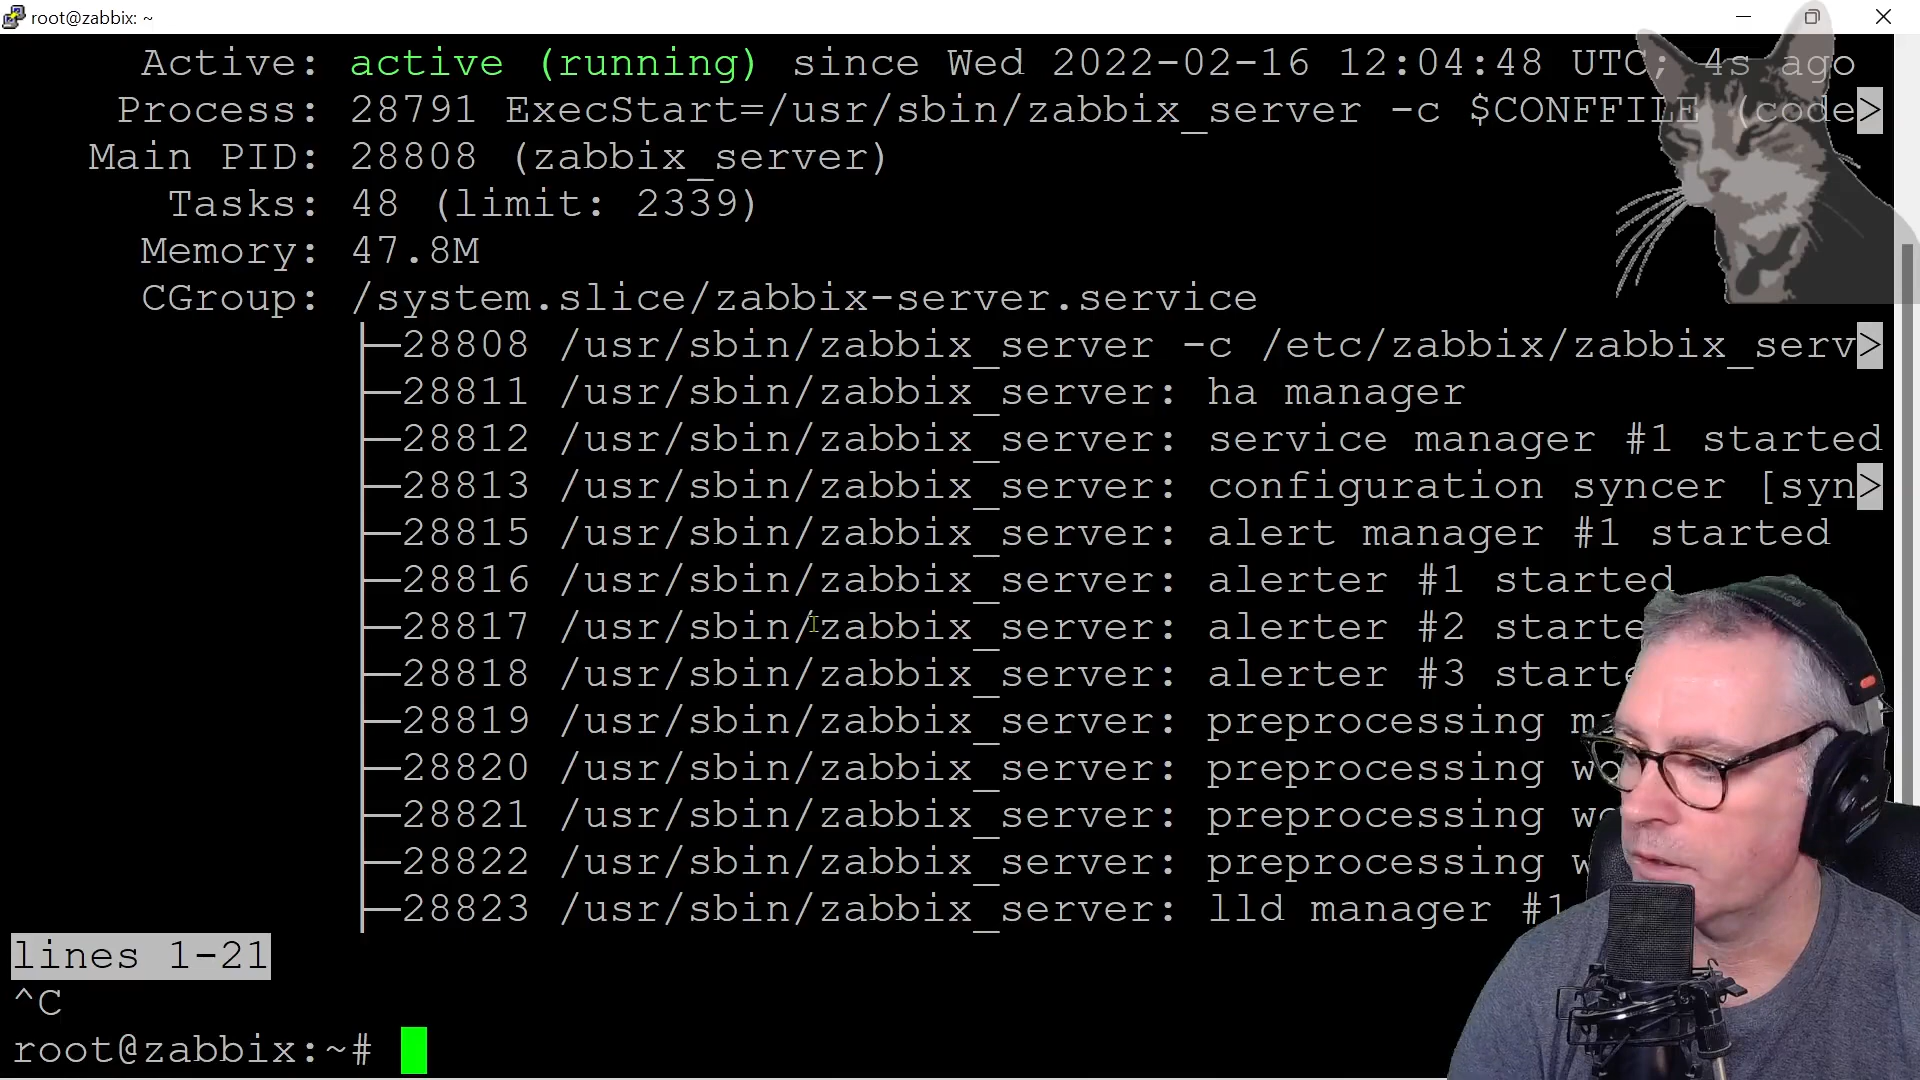 root@zabbix: ~
Active: active (running) since Wed 2022-02-16 12:04:48 UTC; 4s ago
Process: 28791 ExecStart=/usr/sbin/zabbix_server -c $CONFFILE (code>
Main PID: 28808 (zabbix_server)
Tasks: 48 (limit: 2339)
Memory: 47.8M
CGroup: /system.slice/zabbix-server.service
├─28808 /usr/sbin/zabbix_server -c /etc/zabbix/zabbix_serv>
├─28811 /usr/sbin/zabbix_server: ha manager
├─28812 /usr/sbin/zabbix_server: service manager #1 started
├─28813 /usr/sbin/zabbix_server: configuration syncer [syn>
├─28815 /usr/sbin/zabbix_server: alert manager #1 started
├─28816 /usr/sbin/zabbix_server: alerter #1 started
├─28817 /usr/sbin/zabbix_server: alerter #2 starte
├─28818 /usr/sbin/zabbix_server: alerter #3 starte
├─28819 /usr/sbin/zabbix_server: preprocessing ma
├─28820 /usr/sbin/zabbix_server: preprocessing wo
├─28821 /usr/sbin/zabbix_server: preprocessing wo
├─28822 /usr/sbin/zabbix_server: preprocessing w
├─28823 /usr/sbin/zabbix_server: lld manager #1
lines 1-21
^C
root@zabbix:~#